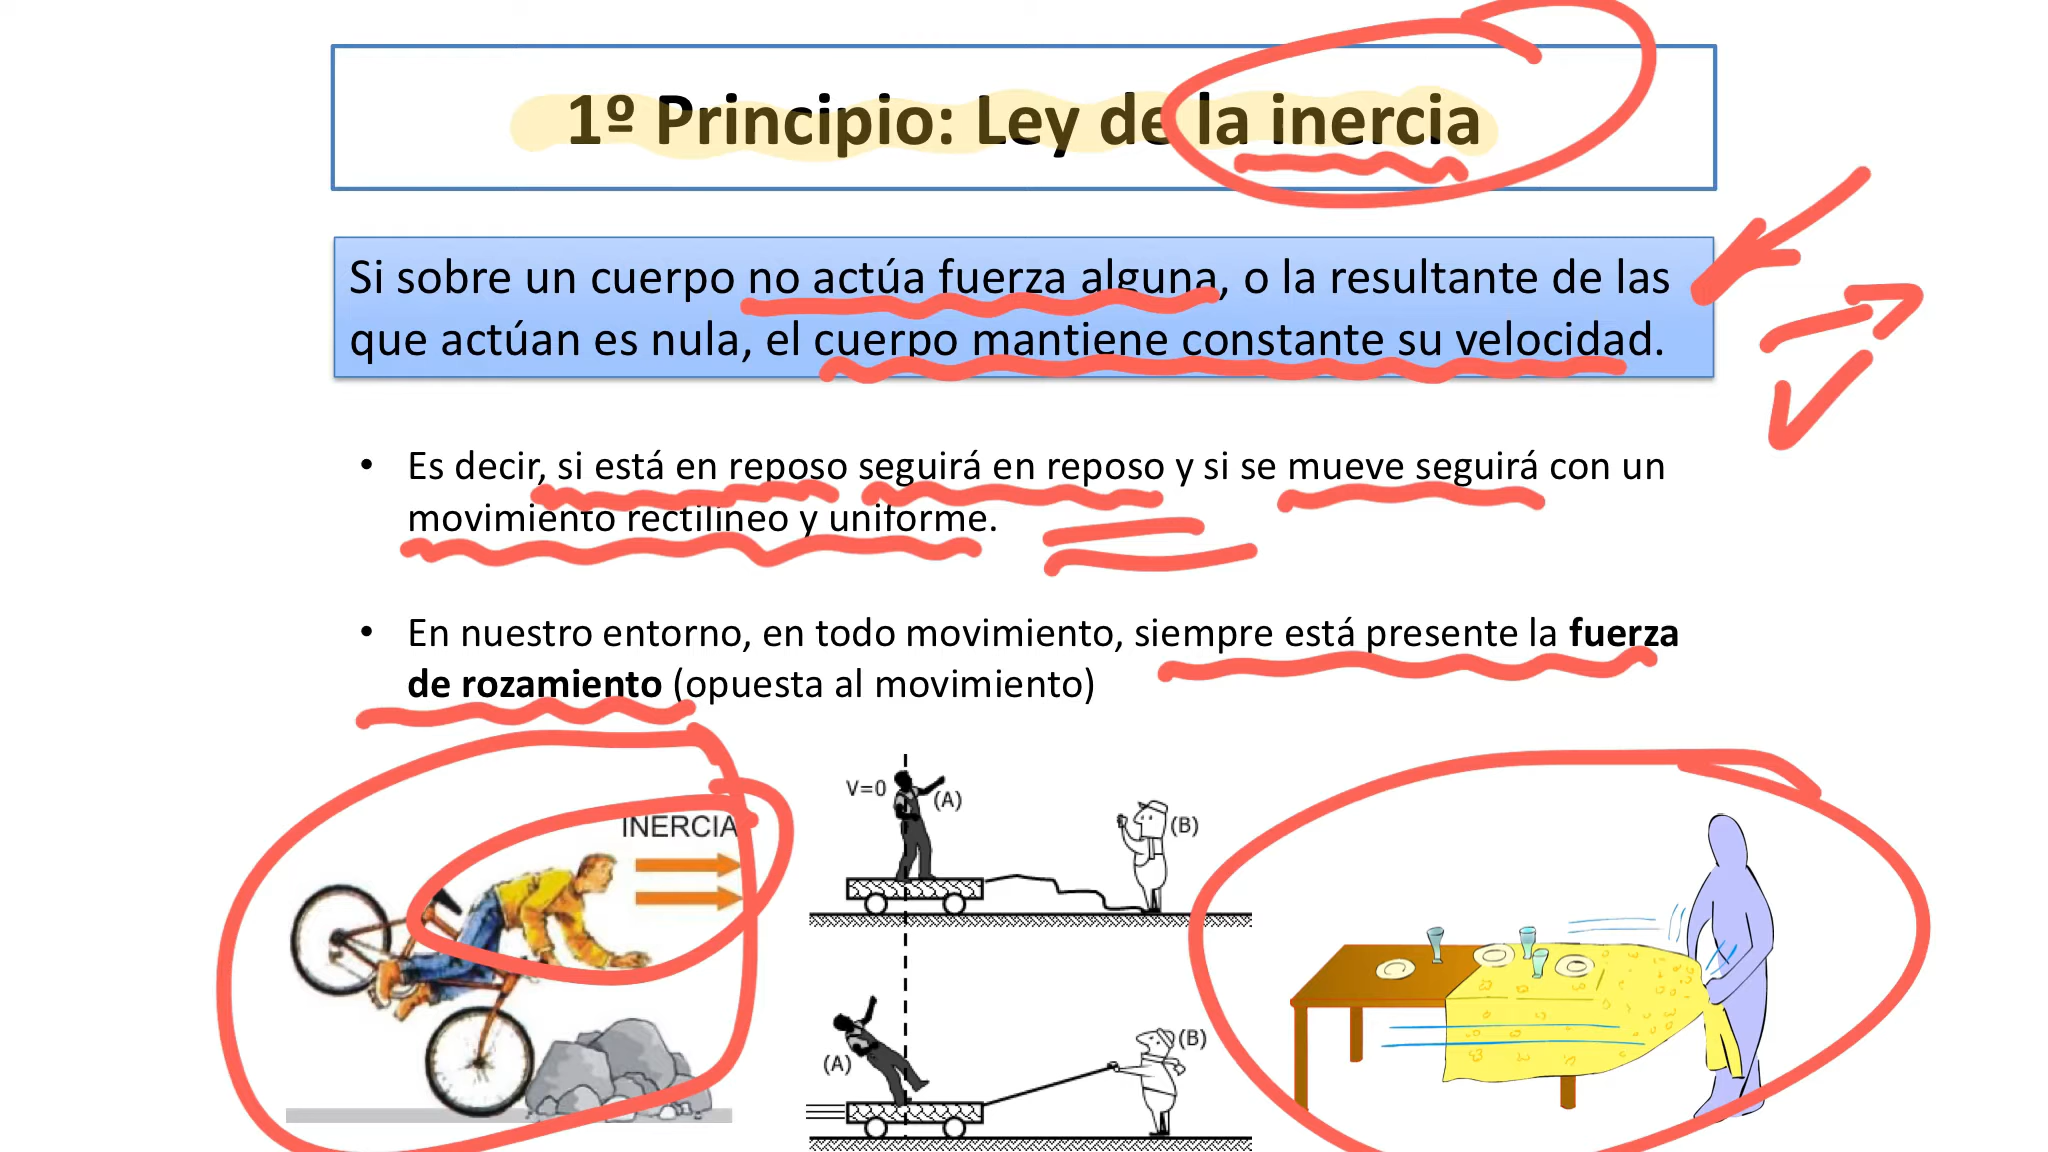 1º Principio: Ley de la inercia
Si sobre un cuerpo no actúa fuerza alguna, o la resultante de las
que actúan es nula, el cuerpo mantiene constante su velocidad.
• Es decir, si está en reposo seguirá en reposo y si se mueve seguirá con un
movimiento rectilíneo y uniforme.
• En nuestro entorno, en todo movimiento, siempre está presente la fuerza
de rozamiento (opuesta al movimiento)
INERCIA
V=0
(A)
(B)
(A)
(B)